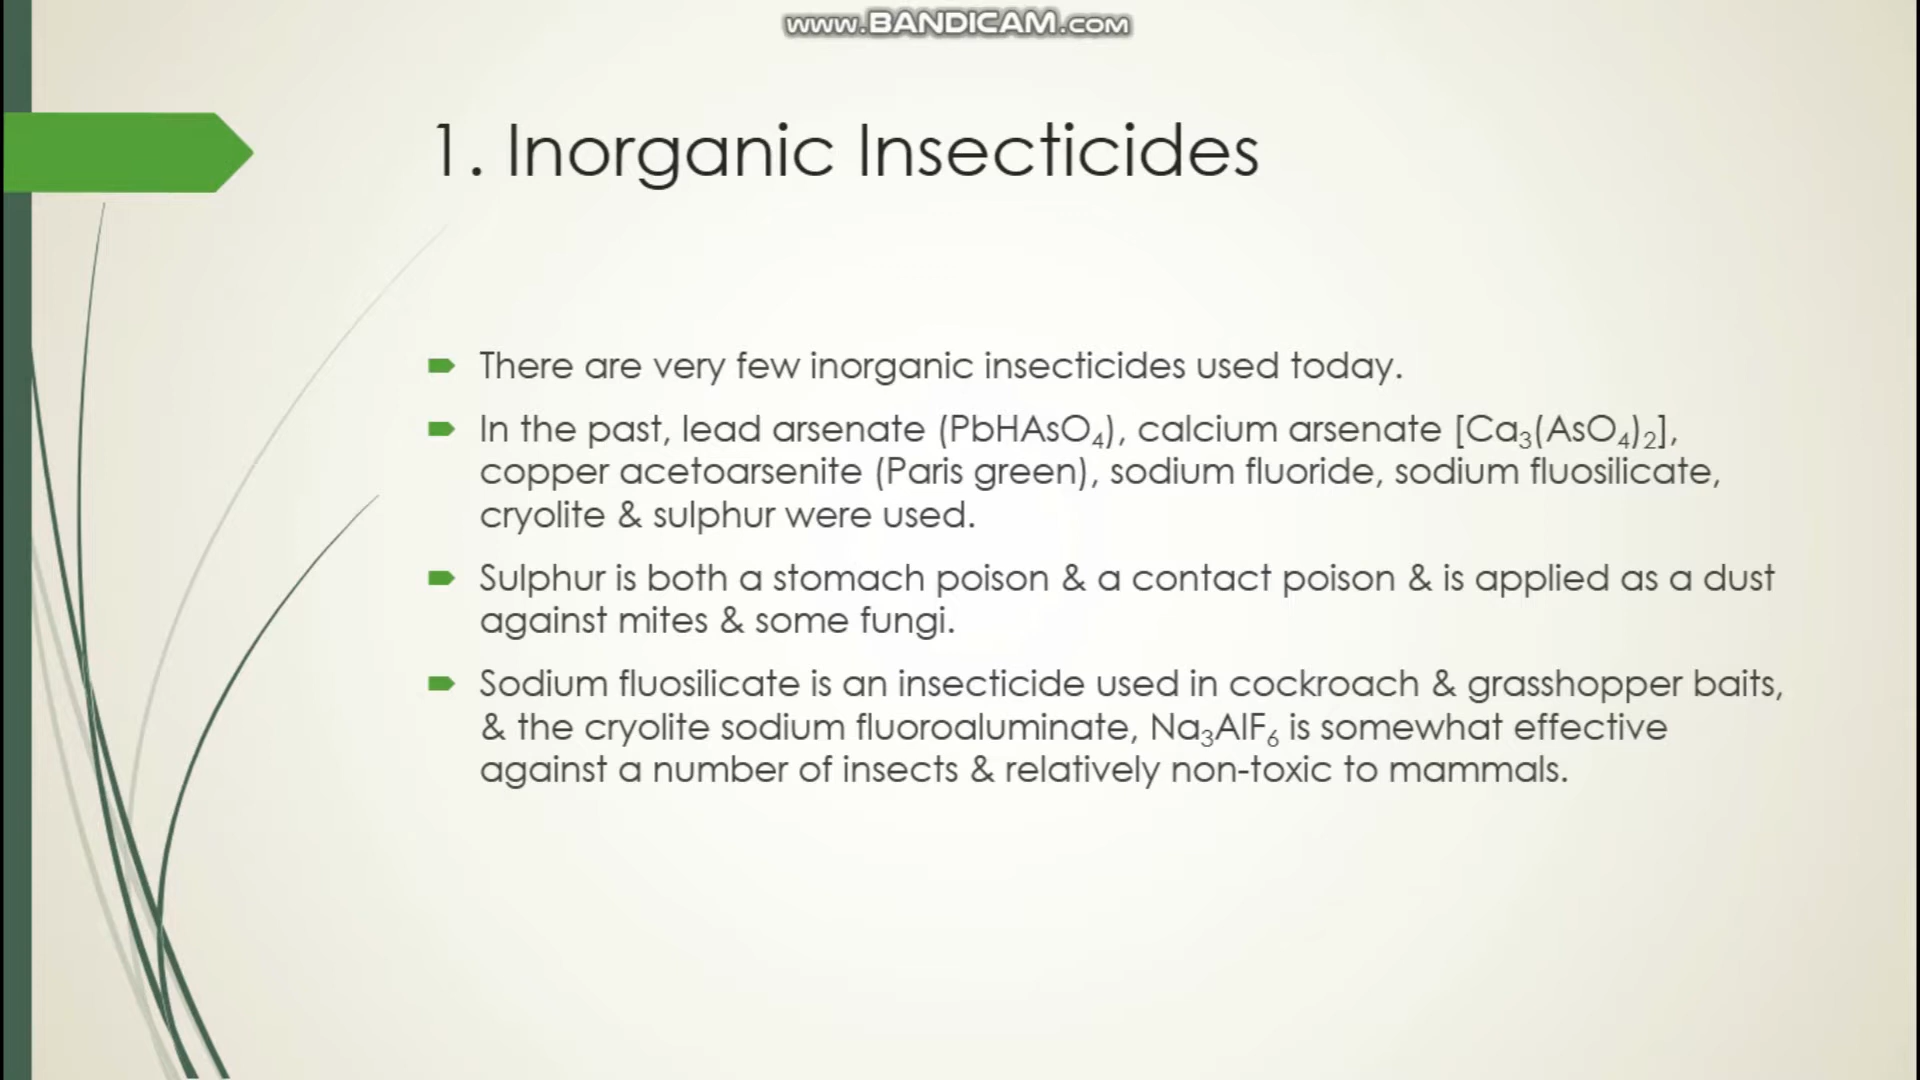 www.BANDICAM.com
1. Inorganic Insecticides
There are very few inorganic insecticides used today.
In the past, lead arsenate (PbHAsO₄), calcium arsenate [Ca₃(AsO₄)₂],
copper acetoarsenite (Paris green), sodium fluoride, sodium fluosilicate,
cryolite & sulphur were used.
Sulphur is both a stomach poison & a contact poison & is applied as a dust
against mites & some fungi.
Sodium fluosilicate is an insecticide used in cockroach & grasshopper baits,
& the cryolite sodium fluoroaluminate, Na₃AlF₆ is somewhat effective
against a number of insects & relatively non-toxic to mammals.